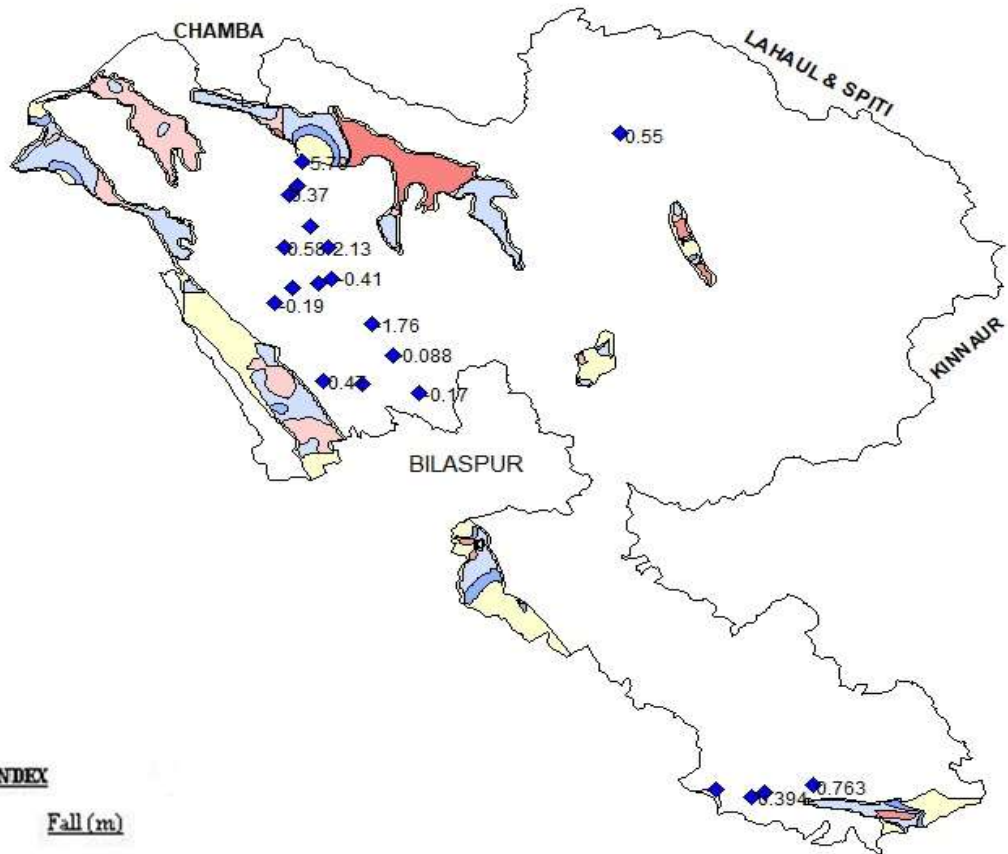 CHAMBA
LAHAUL & SPITI
0.55
5.70
0.37
0.58
2.13
-0.41
-0.19
-1.76
-0.088
0.47
-0.17
KINNAUR
BILASPUR
0.763
0.394
NDEX
Fall (m)